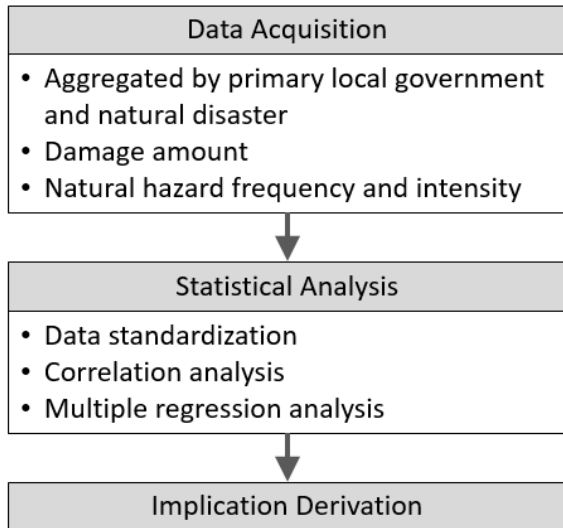 Data Acquisition
• Aggregated by primary local government
and natural disaster
• Damage amount
• Natural hazard frequency and intensity
Statistical Analysis
• Data standardization
• Correlation analysis
• Multiple regression analysis
Implication Derivation